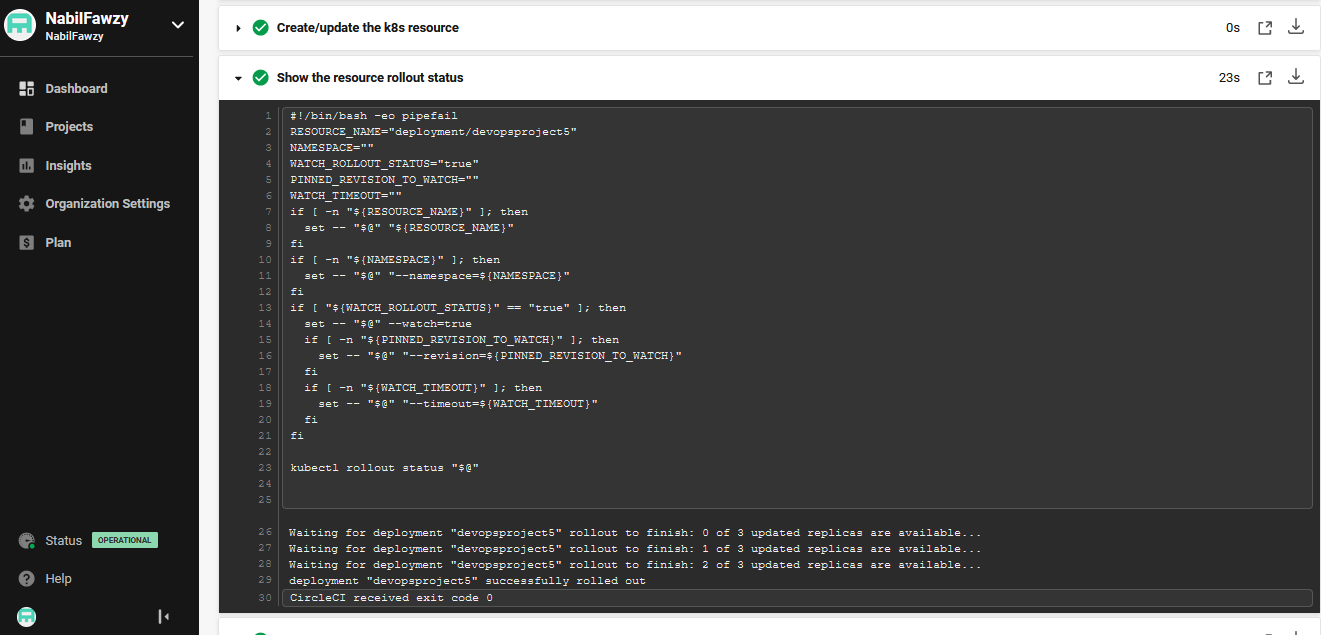 NabilFawzy
NabilFawzy
Dashboard
Projects
Insights
Organization Settings
Plan
Status OPERATIONAL
Help
Create/update the k8s resource 0s
Show the resource rollout status 23s
1 #!/bin/bash -eo pipefail
2 RESOURCE_NAME="deployment/devopsproject5"
3 NAMESPACE=""
4 WATCH_ROLLOUT_STATUS="true"
5 PINNED_REVISION_TO_WATCH=""
6 WATCH_TIMEOUT=""
7 if [ -n "${RESOURCE_NAME}" ]; then
8   set -- "$@" "${RESOURCE_NAME}"
9 fi
10 if [ -n "${NAMESPACE}" ]; then
11   set -- "$@" "--namespace=${NAMESPACE}"
12 fi
13 if [ "${WATCH_ROLLOUT_STATUS}" == "true" ]; then
14   set -- "$@" --watch=true
15   if [ -n "${PINNED_REVISION_TO_WATCH}" ]; then
16     set -- "$@" "--revision=${PINNED_REVISION_TO_WATCH}"
17   fi
18   if [ -n "${WATCH_TIMEOUT}" ]; then
19     set -- "$@" "--timeout=${WATCH_TIMEOUT}"
20   fi
21 fi
22
23 kubectl rollout status "$@"
24
25
26 Waiting for deployment "devopsproject5" rollout to finish: 0 of 3 updated replicas are available...
27 Waiting for deployment "devopsproject5" rollout to finish: 1 of 3 updated replicas are available...
28 Waiting for deployment "devopsproject5" rollout to finish: 2 of 3 updated replicas are available...
29 deployment "devopsproject5" successfully rolled out
30 CircleCI received exit code 0